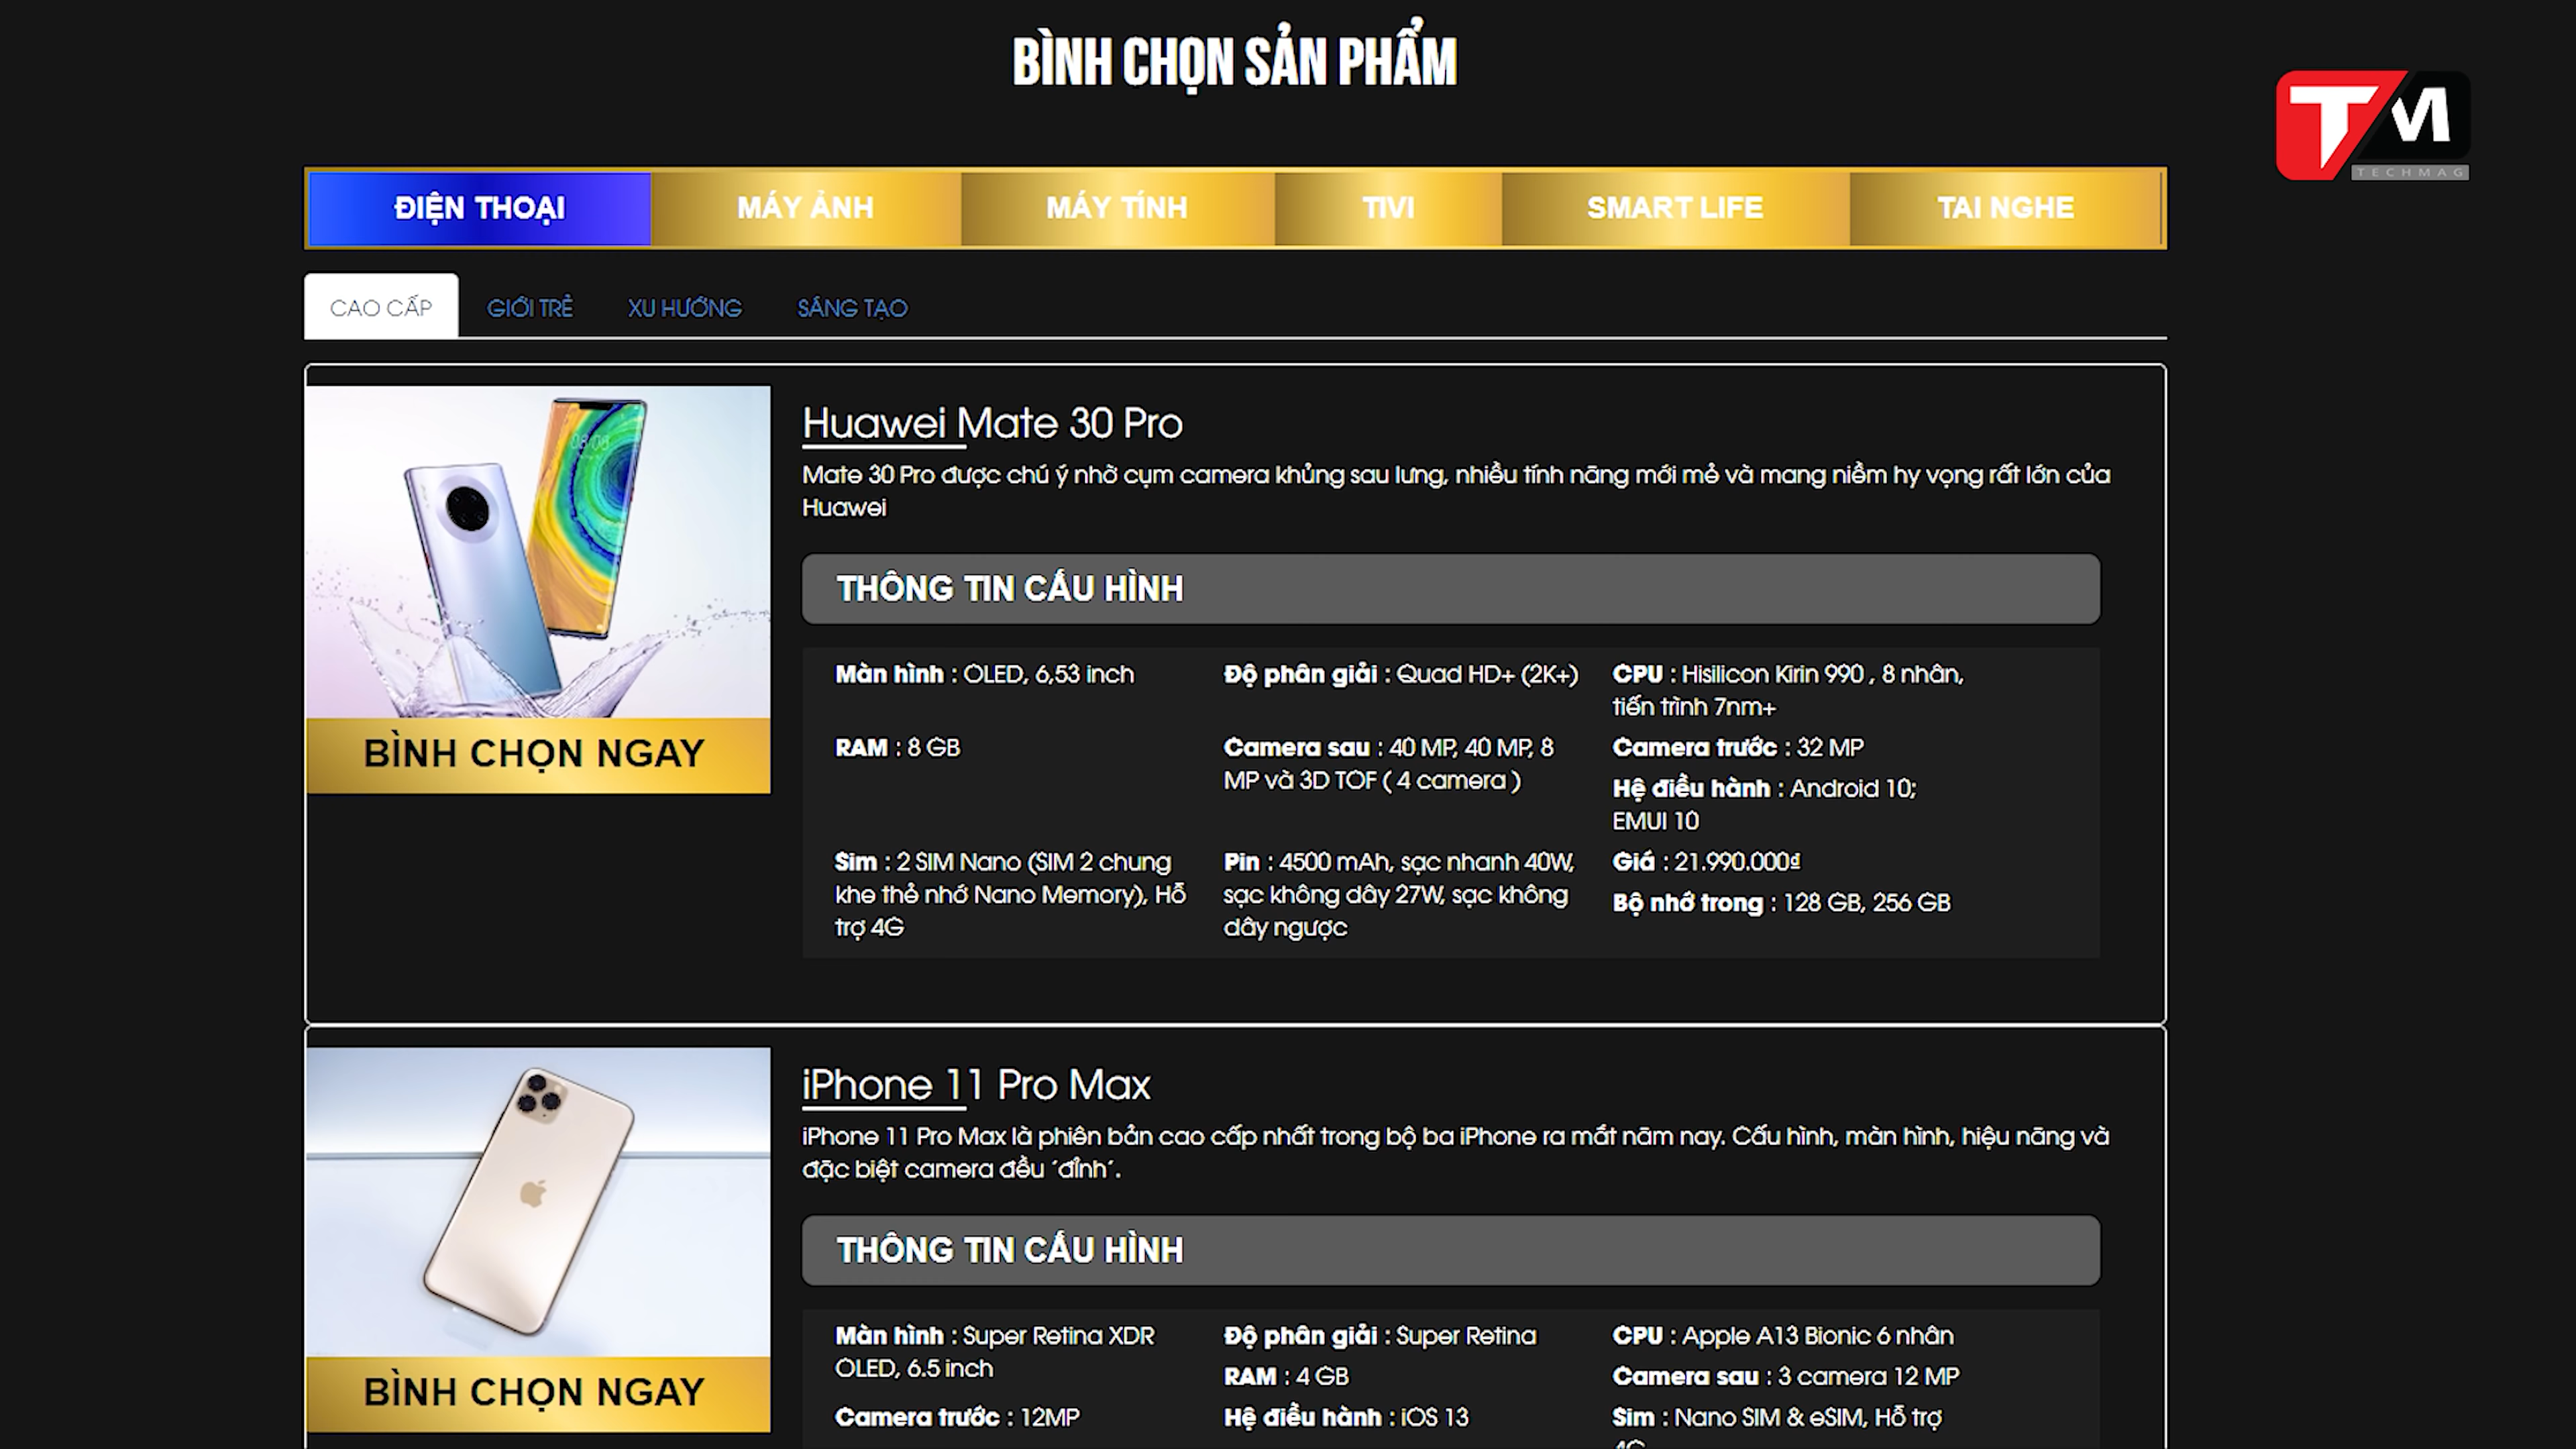 BÌNH CHỌN SẢN PHẨM
TM
TECHMAG
ĐIỆN THOẠI
MÁY ẢNH
MÁY TÍNH
TIVI
SMART LIFE
TAI NGHE
CAO CẤP
GIỚI TRẺ
XU HƯỚNG
SÁNG TẠO
Huawei Mate 30 Pro
Mate 30 Pro được chú ý nhờ cụm camera khủng sau lưng, nhiều tính năng mới mẻ và mang niềm hy vọng rất lớn của
Huawei
BÌNH CHỌN NGAY
THÔNG TIN CẤU HÌNH
Màn hình : OLED, 6,53 inch
Độ phân giải : Quad HD+ (2K+)
CPU : Hisilicon Kirin 990 , 8 nhân,
tiến trình 7nm+
RAM : 8 GB
Camera sau : 40 MP, 40 MP, 8
MP và 3D TOF ( 4 camera )
Camera trước : 32 MP
Hệ điều hành : Android 10;
EMUI 10
Sim : 2 SIM Nano (SIM 2 chung
khe thẻ nhớ Nano Memory), Hỗ
trợ 4G
Pin : 4500 mAh, sạc nhanh 40W,
sạc không dây 27W, sạc không
dây ngược
Giá : 21.990.000₫
Bộ nhớ trong : 128 GB, 256 GB
iPhone 11 Pro Max
iPhone 11 Pro Max là phiên bản cao cấp nhất trong bộ ba iPhone ra mắt năm nay. Cấu hình, màn hình, hiệu năng và
đặc biệt camera đều ´đỉnh´.
BÌNH CHỌN NGAY
THÔNG TIN CẤU HÌNH
Màn hình : Super Retina XDR
OLED, 6.5 inch
Độ phân giải : Super Retina
CPU : Apple A13 Bionic 6 nhân
RAM : 4 GB
Camera sau : 3 camera 12 MP
Camera trước : 12MP
Hệ điều hành : iOS 13
Sim : Nano SIM & eSIM, Hỗ trợ
4G